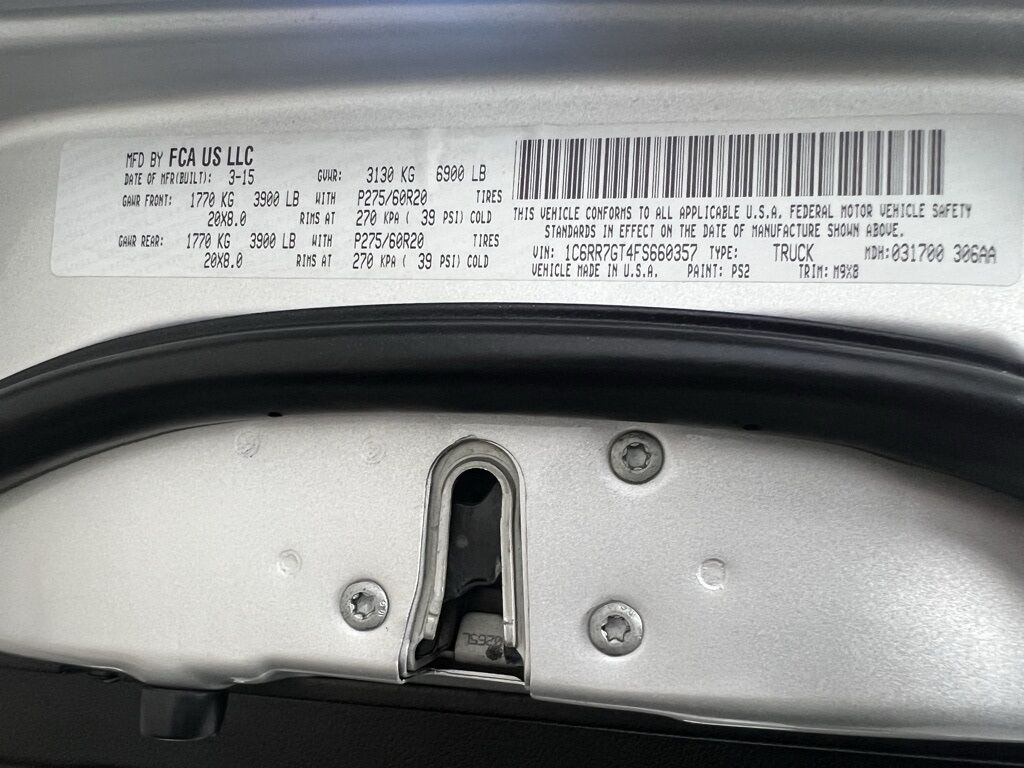 MFD BY FCA US LLC
DATE OF MFR(BUILT): 3-15 GVWR: 3130 KG 6900 LB
GAWR FRONT: 1770 KG 3900 LB WITH P275/60R20 TIRES
20X8.0 RIMS AT 270 KPA ( 39 PSI) COLD
GAWR REAR: 1770 KG 3900 LB WITH P275/60R20 TIRES
20X8.0 RIMS AT 270 KPA ( 39 PSI) COLD
THIS VEHICLE CONFORMS TO ALL APPLICABLE U.S.A. FEDERAL MOTOR VEHICLE SAFETY
STANDARDS IN EFFECT ON THE DATE OF MANUFACTURE SHOWN ABOVE.
VIN: 1C6RR7GT4FS660357 TYPE: TRUCK MDH:031700 306AA
VEHICLE MADE IN U.S.A. PAINT: PS2 TRIM: M9X8